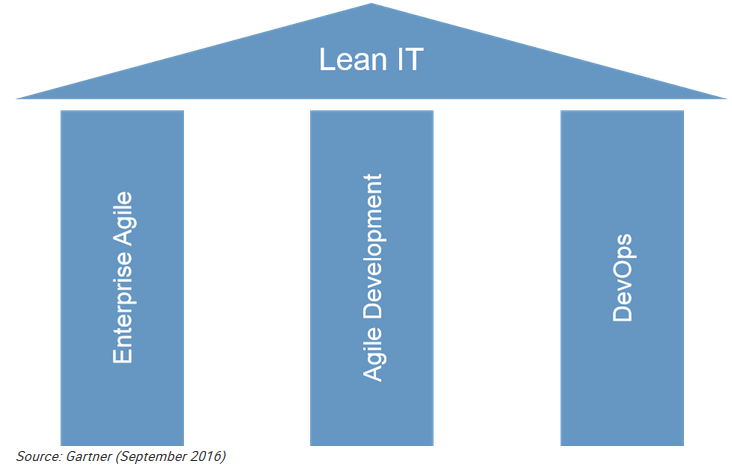 Lean IT
Enterprise Agile
Agile Development
DevOps
Source: Gartner (September 2016)